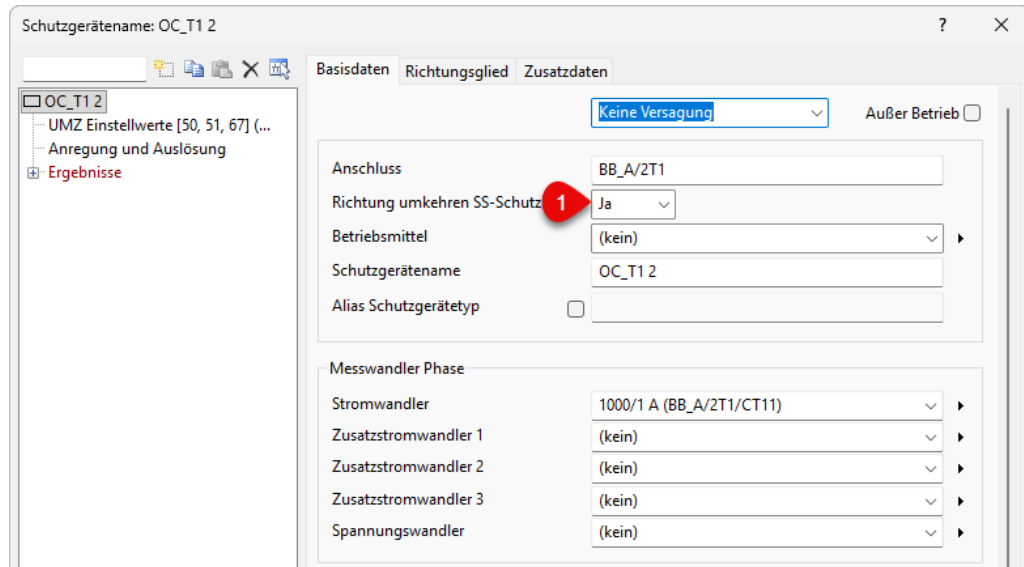 Schutzgerätename: OC_T1 2
?
OC_T1 2
UMZ Einstellwerte [50, 51, 67] (...
Anregung und Auslösung
Ergebnisse
Basisdaten Richtungsglied Zusatzdaten
Keine Versagung Außer Betrieb
Anschluss BB_A/2T1
Richtung umkehren SS-Schutz 1 Ja
Betriebsmittel (kein)
Schutzgerätename OC_T1 2
Alias Schutzgerätetyp
Messwandler Phase
Stromwandler 1000/1 A (BB_A/2T1/CT11)
Zusatzstromwandler 1 (kein)
Zusatzstromwandler 2 (kein)
Zusatzstromwandler 3 (kein)
Spannungswandler (kein)